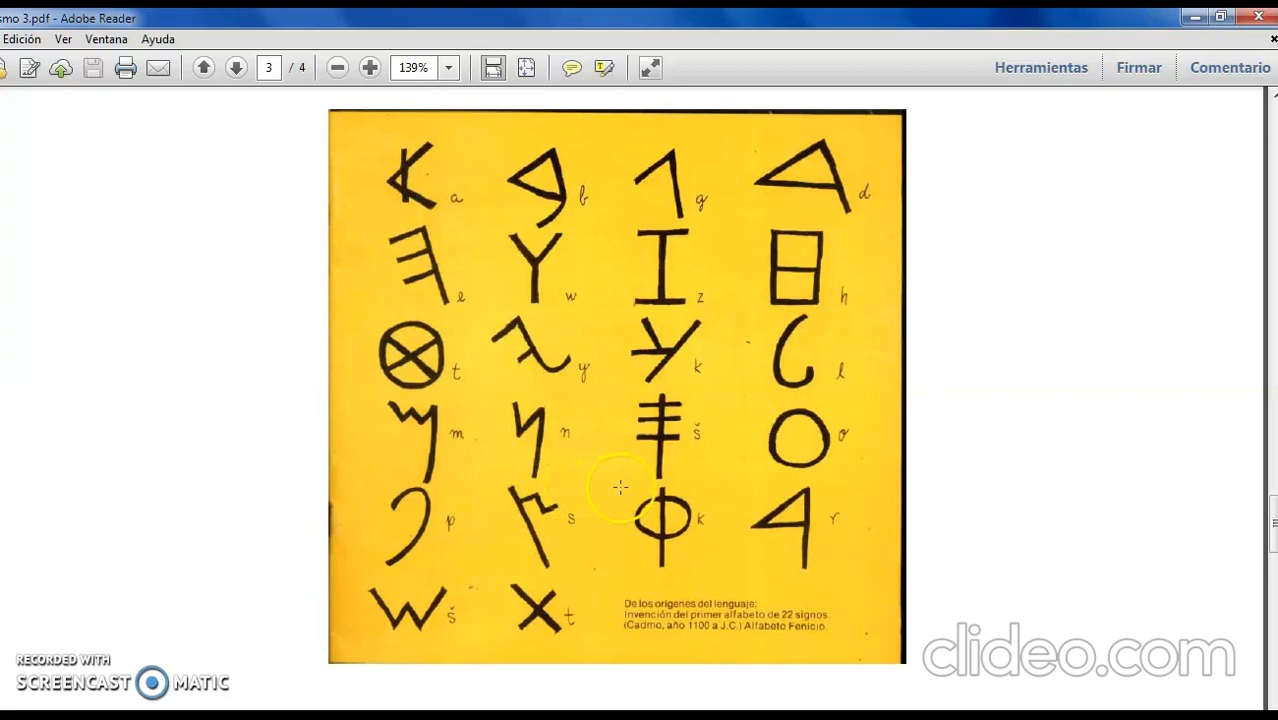 smo 3.pdf - Adobe Reader
Edición Ver Ventana Ayuda
3 / 4 139% Herramientas Firmar Comentario
a b g d
e w z h
t y k l
m n š o
p s k r
š t
De los orígenes del lenguaje:
Invención del primer alfabeto de 22 signos.
(Cadmo, año 1100 a J.C.) Alfabeto Fenicio.
clideo.com
RECORDED WITH
SCREENCAST MATIC